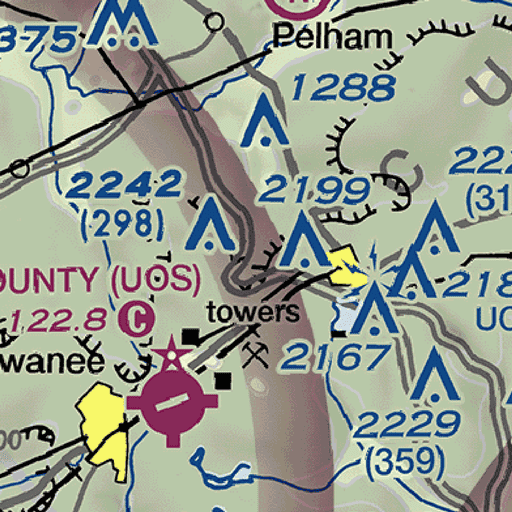 375
Pelham
1288
2242
(298)
2199
222
(31
OUNTY (UOS)
122.8 C
towers
218
UC
wanee
2167
2229
(359)
00